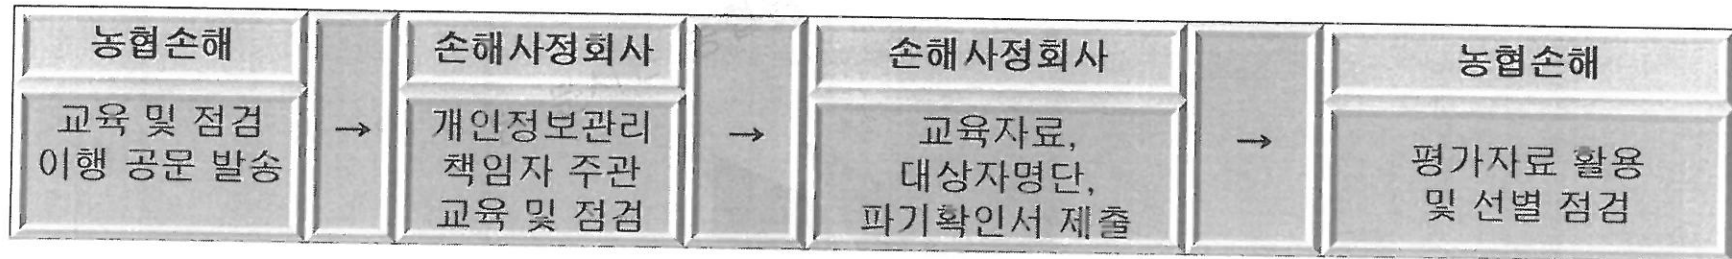 농협손해
교육 및 점검
이행 공문 발송
→
손해사정회사
개인정보관리
책임자 주관
교육 및 점검
→
손해사정회사
교육자료,
대상자명단,
파기확인서 제출
→
농협손해
평가자료 활용
및 선별 점검